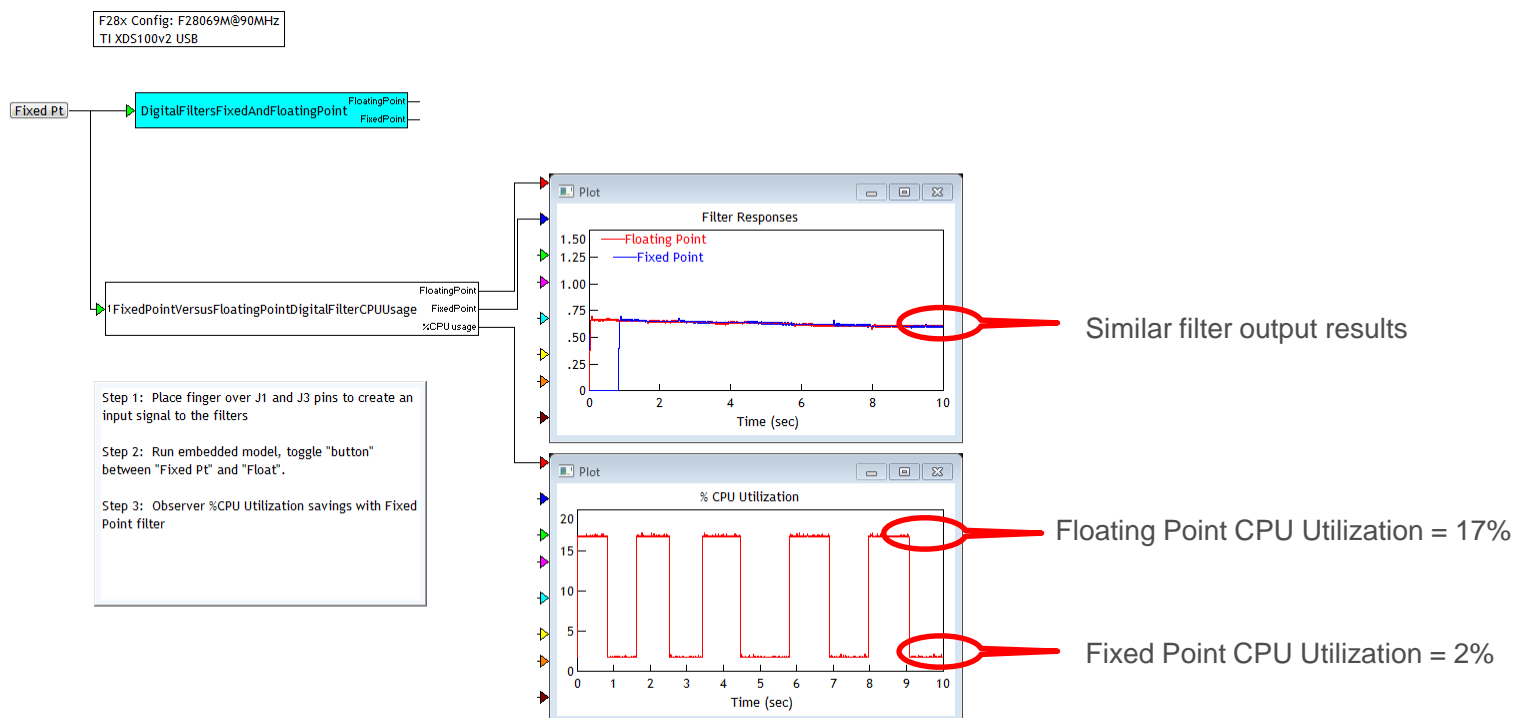 F28x Config: F28069M@90MHz
TI XDS100v2 USB
Fixed Pt
DigitalFiltersFixedAndFloatingPoint
FloatingPoint
FixedPoint
1FixedPointVersusFloatingPointDigitalFilterCPUUsage
FloatingPoint
FixedPoint
%CPU usage
Step 1: Place finger over J1 and J3 pins to create an
input signal to the filters
Step 2: Run embedded model, toggle "button"
between "Fixed Pt" and "Float".
Step 3: Observer %CPU Utilization savings with Fixed
Point filter
Plot
Filter Responses
Floating Point
Fixed Point
1.50
1.25
1.00
.75
.50
.25
0
0 2 4 6 8 10
Time (sec)
Similar filter output results
Plot
% CPU Utilization
20
15
10
5
0
0 1 2 3 4 5 6 7 8 9 10
Time (sec)
Floating Point CPU Utilization = 17%
Fixed Point CPU Utilization = 2%